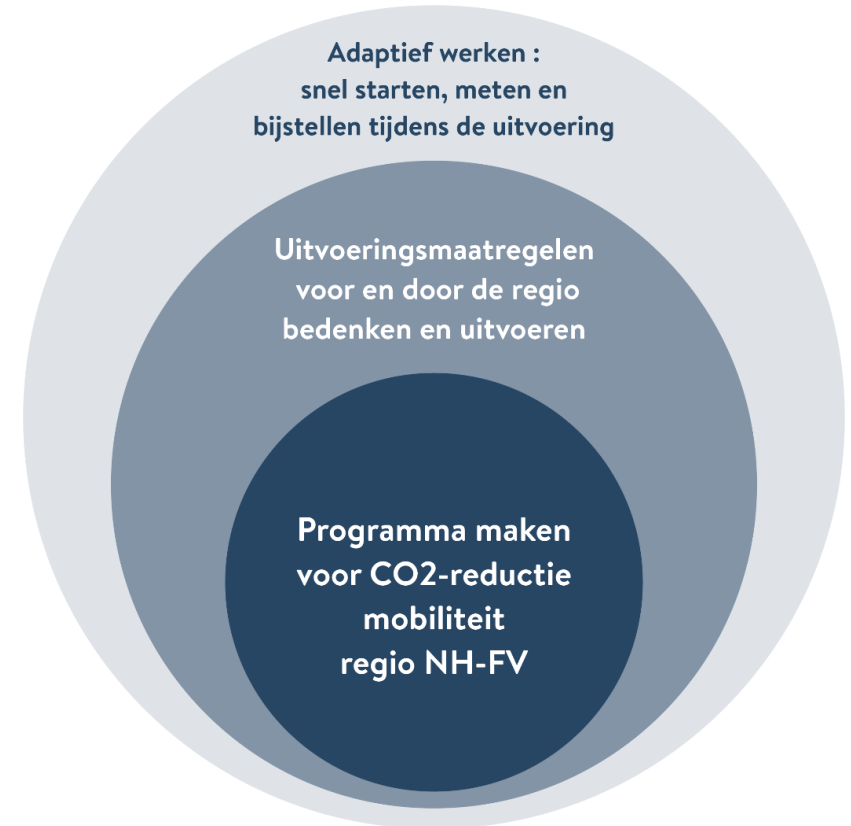 Adaptief werken :
snel starten, meten en
bijstellen tijdens de uitvoering
Uitvoeringsmaatregelen
voor en door de regio
bedenken en uitvoeren
Programma maken
voor CO2-reductie
mobiliteit
regio NH-FV